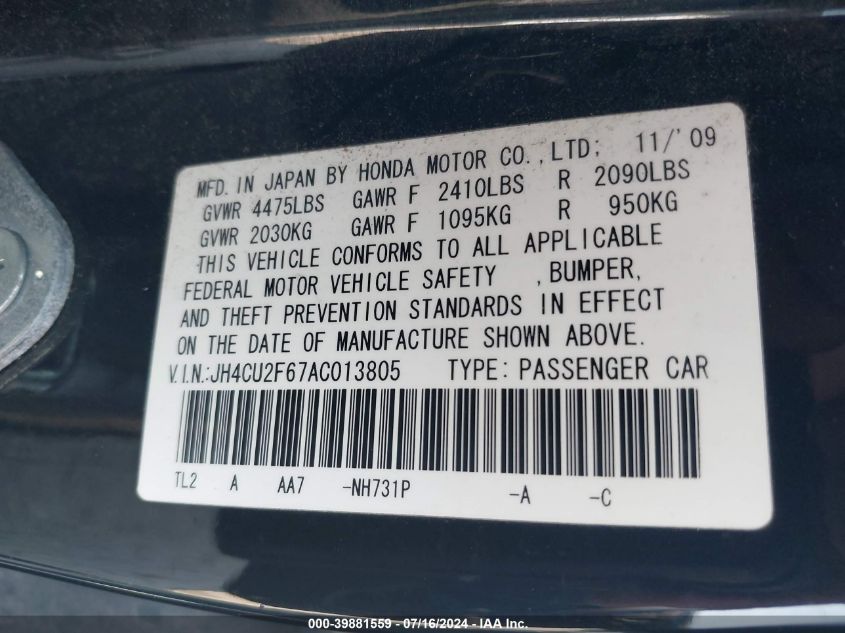 MFD. IN JAPAN BY HONDA MOTOR CO.,LTD; 11/'09
GVWR 4475LBS GAWR F 2410LBS R 2090LBS
GVWR 2030KG GAWR F 1095KG R 950KG
THIS VEHICLE CONFORMS TO ALL APPLICABLE
FEDERAL MOTOR VEHICLE SAFETY ,BUMPER,
AND THEFT PREVENTION STANDARDS IN EFFECT
ON THE DATE OF MANUFACTURE SHOWN ABOVE.
V.I.N.:JH4CU2F67AC013805 TYPE: PASSENGER CAR
TL2 A AA7 -NH731P -A -C
000-39881559 - 07/16/2024 - IAA Inc.